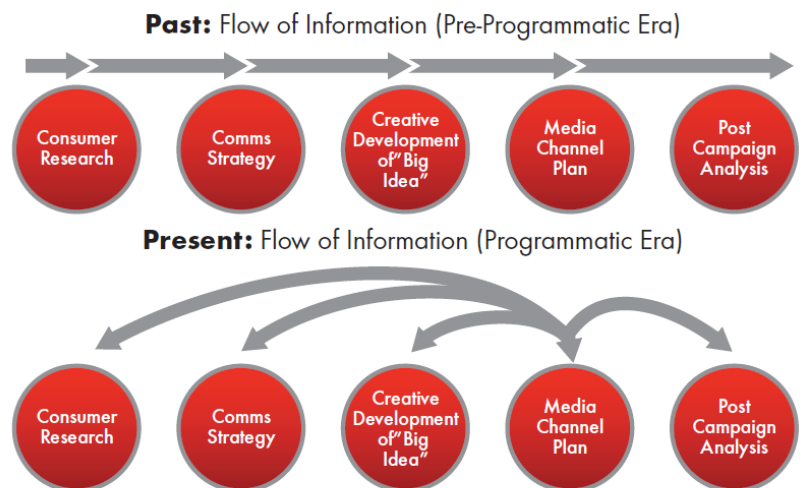 Past: Flow of Information (Pre-Programmatic Era)
Consumer
Research
Comms
Strategy
Creative
Development
of"Big
Idea"
Media
Channel
Plan
Post
Campaign
Analysis
Present: Flow of Information (Programmatic Era)
Consumer
Research
Comms
Strategy
Creative
Development
of"Big
Idea"
Media
Channel
Plan
Post
Campaign
Analysis